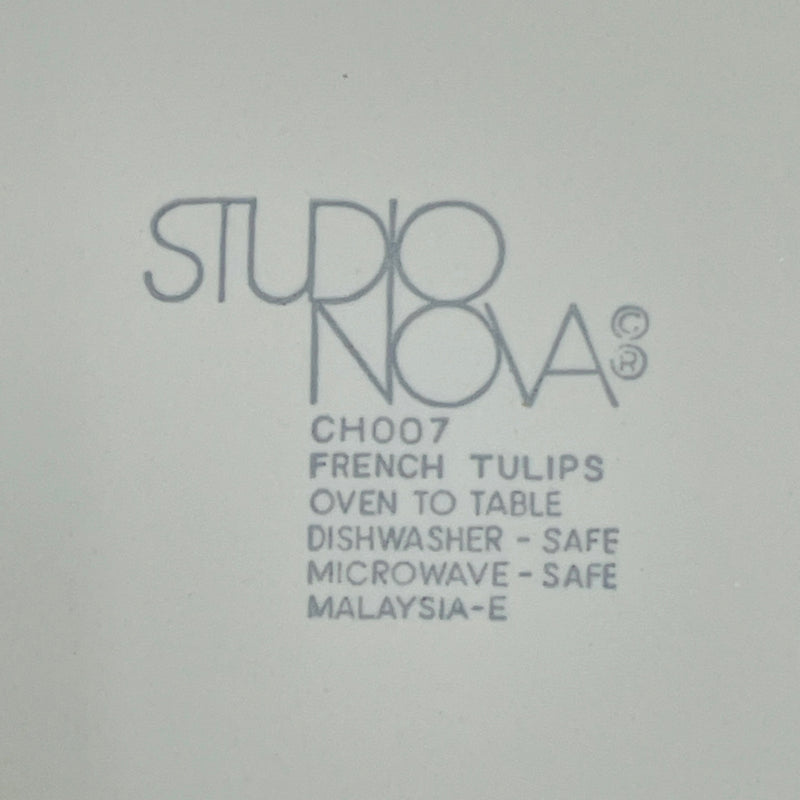 STUDIO
NOVA ©
®
CH007
FRENCH TULIPS
OVEN TO TABLE
DISHWASHER - SAFE
MICROWAVE - SAFE
MALAYSIA-E